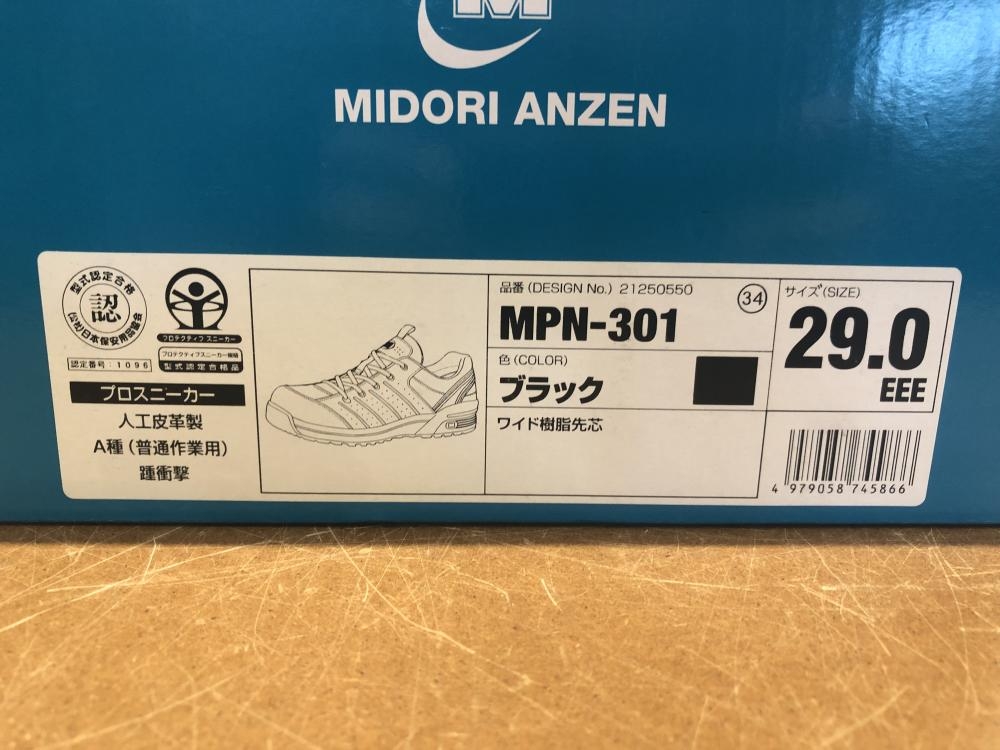 M
MIDORI ANZEN
型式認定合格
認
(公社)日本保安用品協会
認定番号:1096
プロテクティブ スニーカー
プロテクティブスニーカー規格
型式認定合格品
プロスニーカー
人工皮革製
A種(普通作業用)
踵衝撃
品番 (DESIGN No.) 21250550
34
MPN-301
色 (COLOR)
ブラック
ワイド樹脂先芯
サイズ(SIZE)
29.0
EEE
4 979058 745866